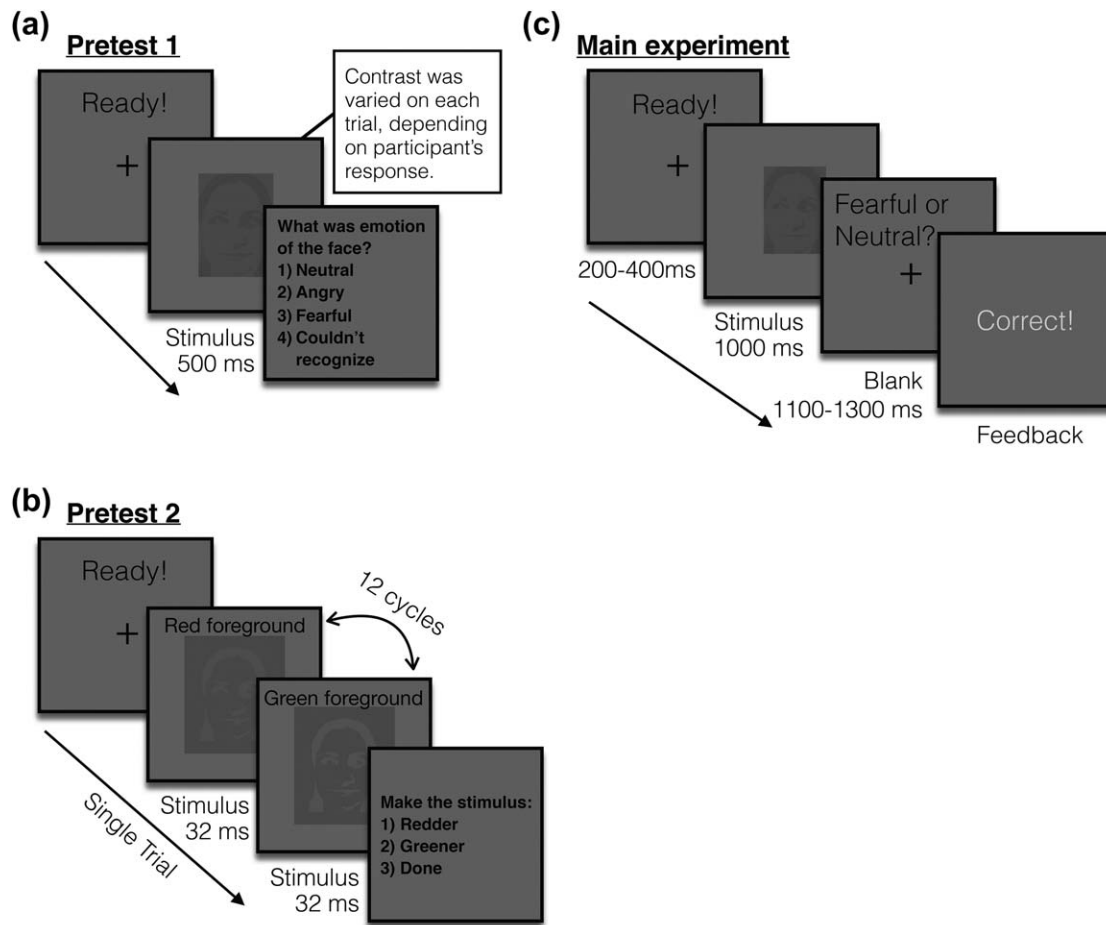 (a) Pretest 1
Ready!
+
Contrast was
varied on each
trial, depending
on participant's
response.
Stimulus
500 ms
What was emotion
of the face?
1) Neutral
2) Angry
3) Fearful
4) Couldn't
recognize
(b) Pretest 2
Ready!
+
Red foreground
12 cycles
Green foreground
Stimulus
32 ms
Stimulus
32 ms
Single Trial
Make the stimulus:
1) Redder
2) Greener
3) Done
(c) Main experiment
Ready!
+
200-400ms
Stimulus
1000 ms
Fearful or
Neutral?
+
Blank
1100-1300 ms
Correct!
Feedback